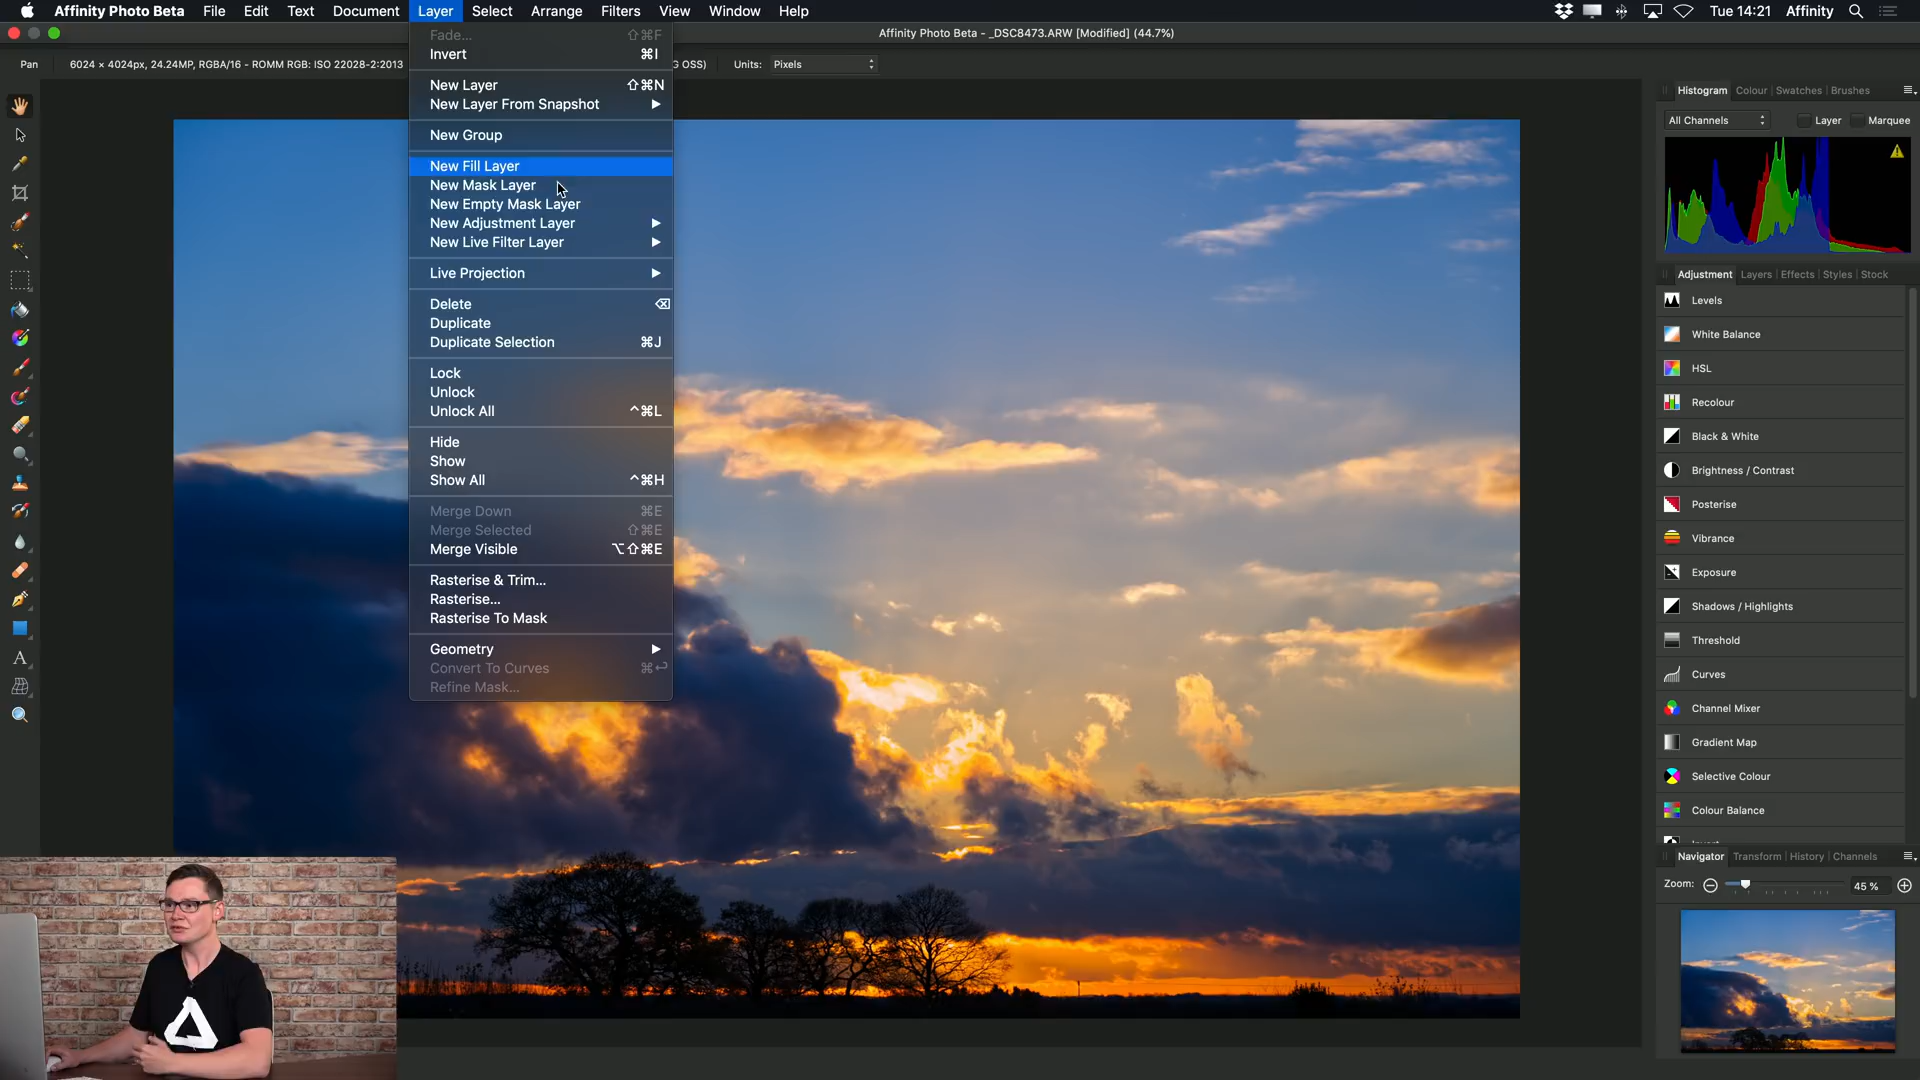 Affinity Photo Beta File Edit Text Document Layer Select Arrange Filters View Window Help Tue 14:21 Affinity
Affinity Photo Beta - _DSC8473.ARW [Modified] (44.7%)
Pan 6024 × 4024px, 24.24MP, RGBA/16 - ROMM RGB: ISO 22028-2:2013 G OSS) Units: Pixels
Fade... ⇧⌘F
Invert ⌘I
New Layer ⇧⌘N
New Layer From Snapshot ▶
New Group
New Fill Layer
New Mask Layer
New Empty Mask Layer
New Adjustment Layer ▶
New Live Filter Layer ▶
Live Projection ▶
Delete ⌫
Duplicate
Duplicate Selection ⌘J
Lock
Unlock
Unlock All ^⌘L
Hide
Show
Show All ^⌘H
Merge Down ⌘E
Merge Selected ⇧⌘E
Merge Visible ⌥⇧⌘E
Rasterise & Trim...
Rasterise...
Rasterise To Mask
Geometry ▶
Convert To Curves ⌘↩
Refine Mask...
Histogram Colour Swatches Brushes
All Channels Layer Marquee
Adjustment Layers Effects Styles Stock
Levels
White Balance
HSL
Recolour
Black & White
Brightness / Contrast
Posterise
Vibrance
Exposure
Shadows / Highlights
Threshold
Curves
Channel Mixer
Gradient Map
Selective Colour
Colour Balance
Navigator Transform History Channels
Zoom: 45 %